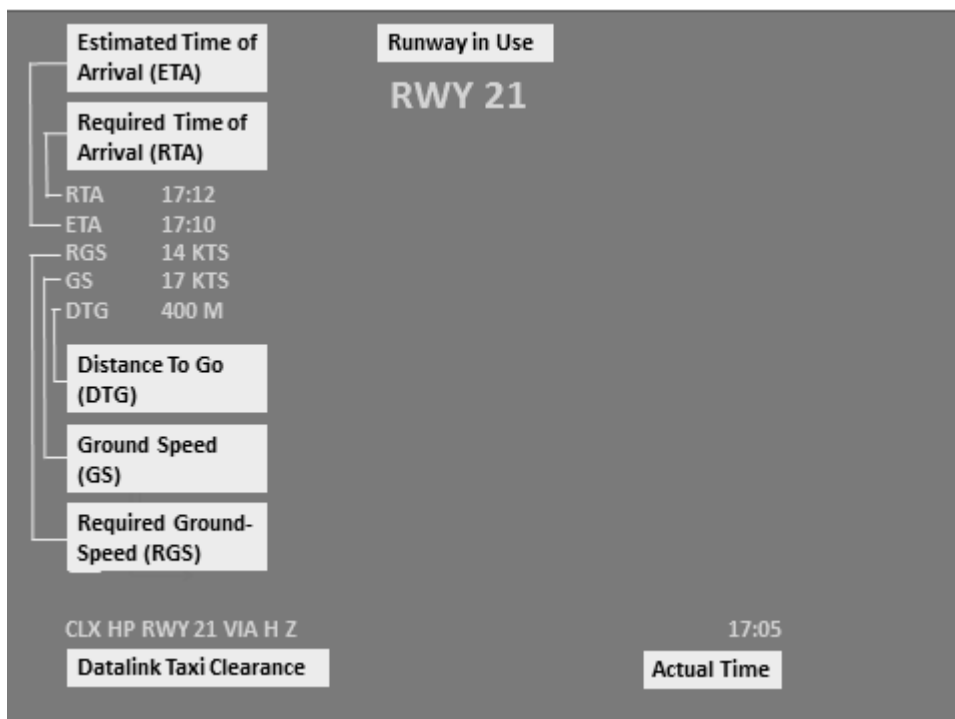 Estimated Time of
Arrival (ETA)
Runway in Use
RWY 21
Required Time of
Arrival (RTA)
RTA 17:12
ETA 17:10
RGS 14 KTS
GS 17 KTS
DTG 400 M
Distance To Go
(DTG)
Ground Speed
(GS)
Required Ground-
Speed (RGS)
CLX HP RWY 21 VIA H Z
17:05
Datalink Taxi Clearance
Actual Time